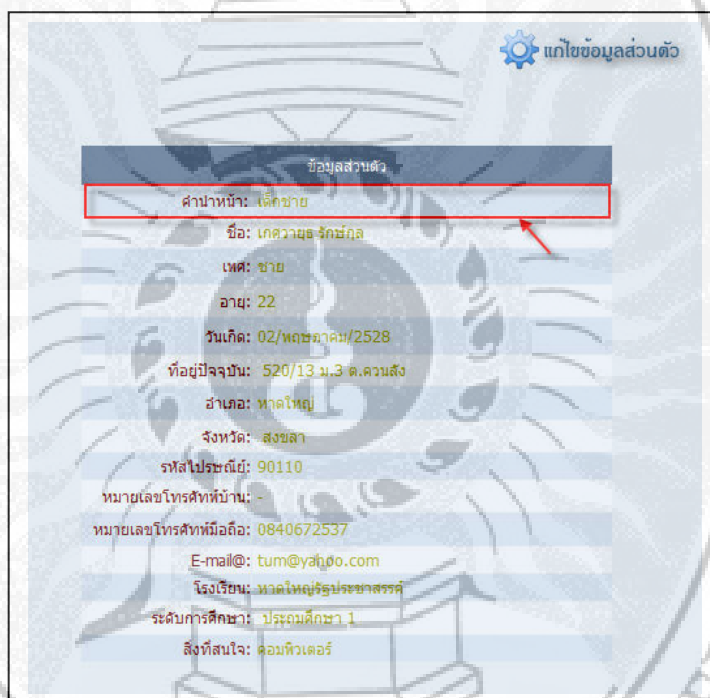 แก้ไขข้อมูลส่วนตัว
ข้อมูลส่วนตัว
คำนำหน้า: เด็กชาย
ชื่อ: เกศวายุธ รักษ์กุล
เพศ: ชาย
อายุ: 22
วันเกิด: 02/พฤษภาคม/2528
ที่อยู่ปัจจุบัน: 520/13 ม.3 ต.ควนลัง
อำเภอ: หาดใหญ่
จังหวัด: สงขลา
รหัสไปรษณีย์: 90110
หมายเลขโทรศัพท์บ้าน: -
หมายเลขโทรศัพท์มือถือ: 0840672537
E-mail@: tum@yahoo.com
โรงเรียน: หาดใหญ่รัฐประชาสรรค์
ระดับการศึกษา: ประถมศึกษา 1
สิ่งที่สนใจ: คอมพิวเตอร์